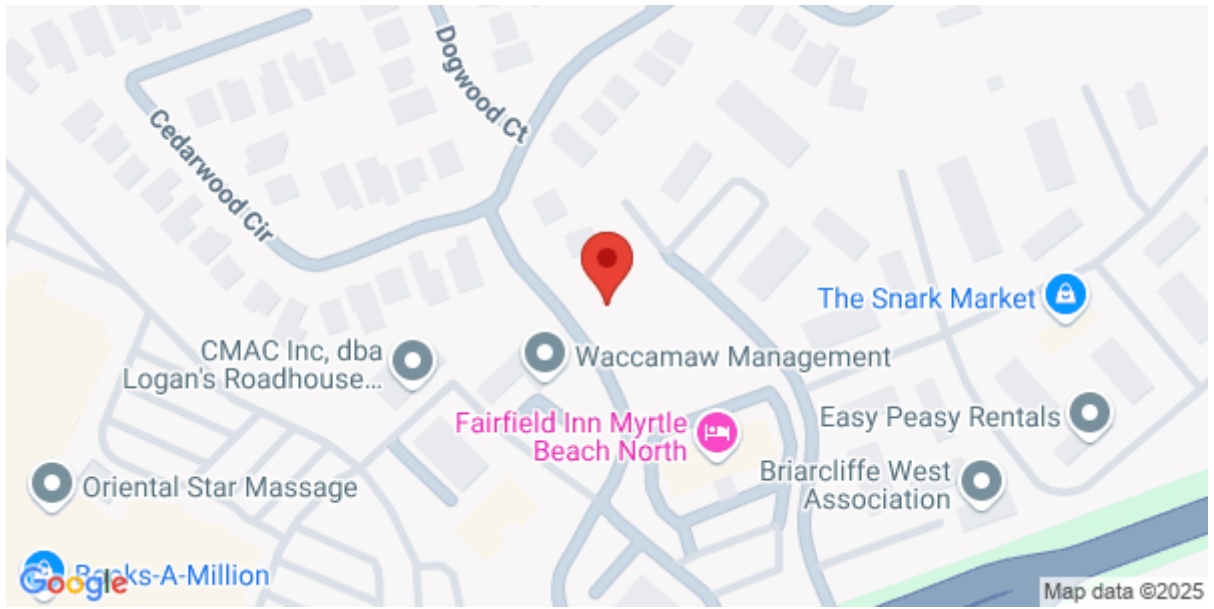 Dogwood Ct
Cedarwood Cir
The Snark Market
CMAC Inc, dba
Logan's Roadhouse...
Waccamaw Management
Fairfield Inn Myrtle
Beach North
Easy Peasy Rentals
Briarcliffe West
Association
Oriental Star Massage
Books-A-Million
Google
Map data ©2025